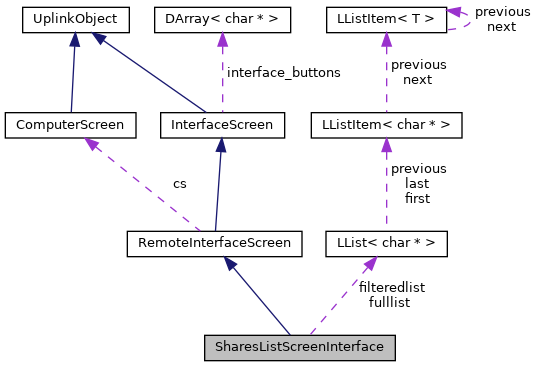 UplinkObject
DArray< char * >
LListItem< T >
previous
next
interface_buttons
previous
next
ComputerScreen
InterfaceScreen
LListItem< char * >
cs
previous
last
first
RemoteInterfaceScreen
LList< char * >
filteredlist
fulllist
SharesListScreenInterface